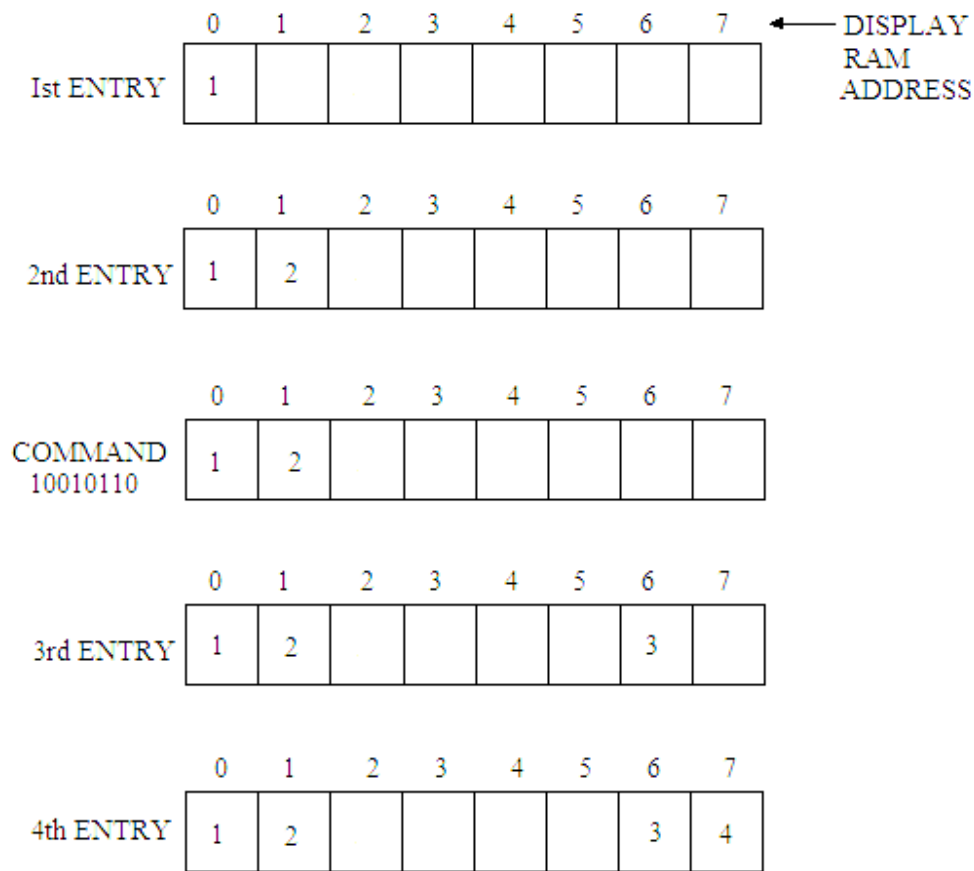 0 1 2 3 4 5 6 7 DISPLAY
RAM
ADDRESS
Ist ENTRY 1
0 1 2 3 4 5 6 7
2nd ENTRY 1 2
0 1 2 3 4 5 6 7
COMMAND
10010110
1 2
0 1 2 3 4 5 6 7
3rd ENTRY 1 2 3
0 1 2 3 4 5 6 7
4th ENTRY 1 2 3 4